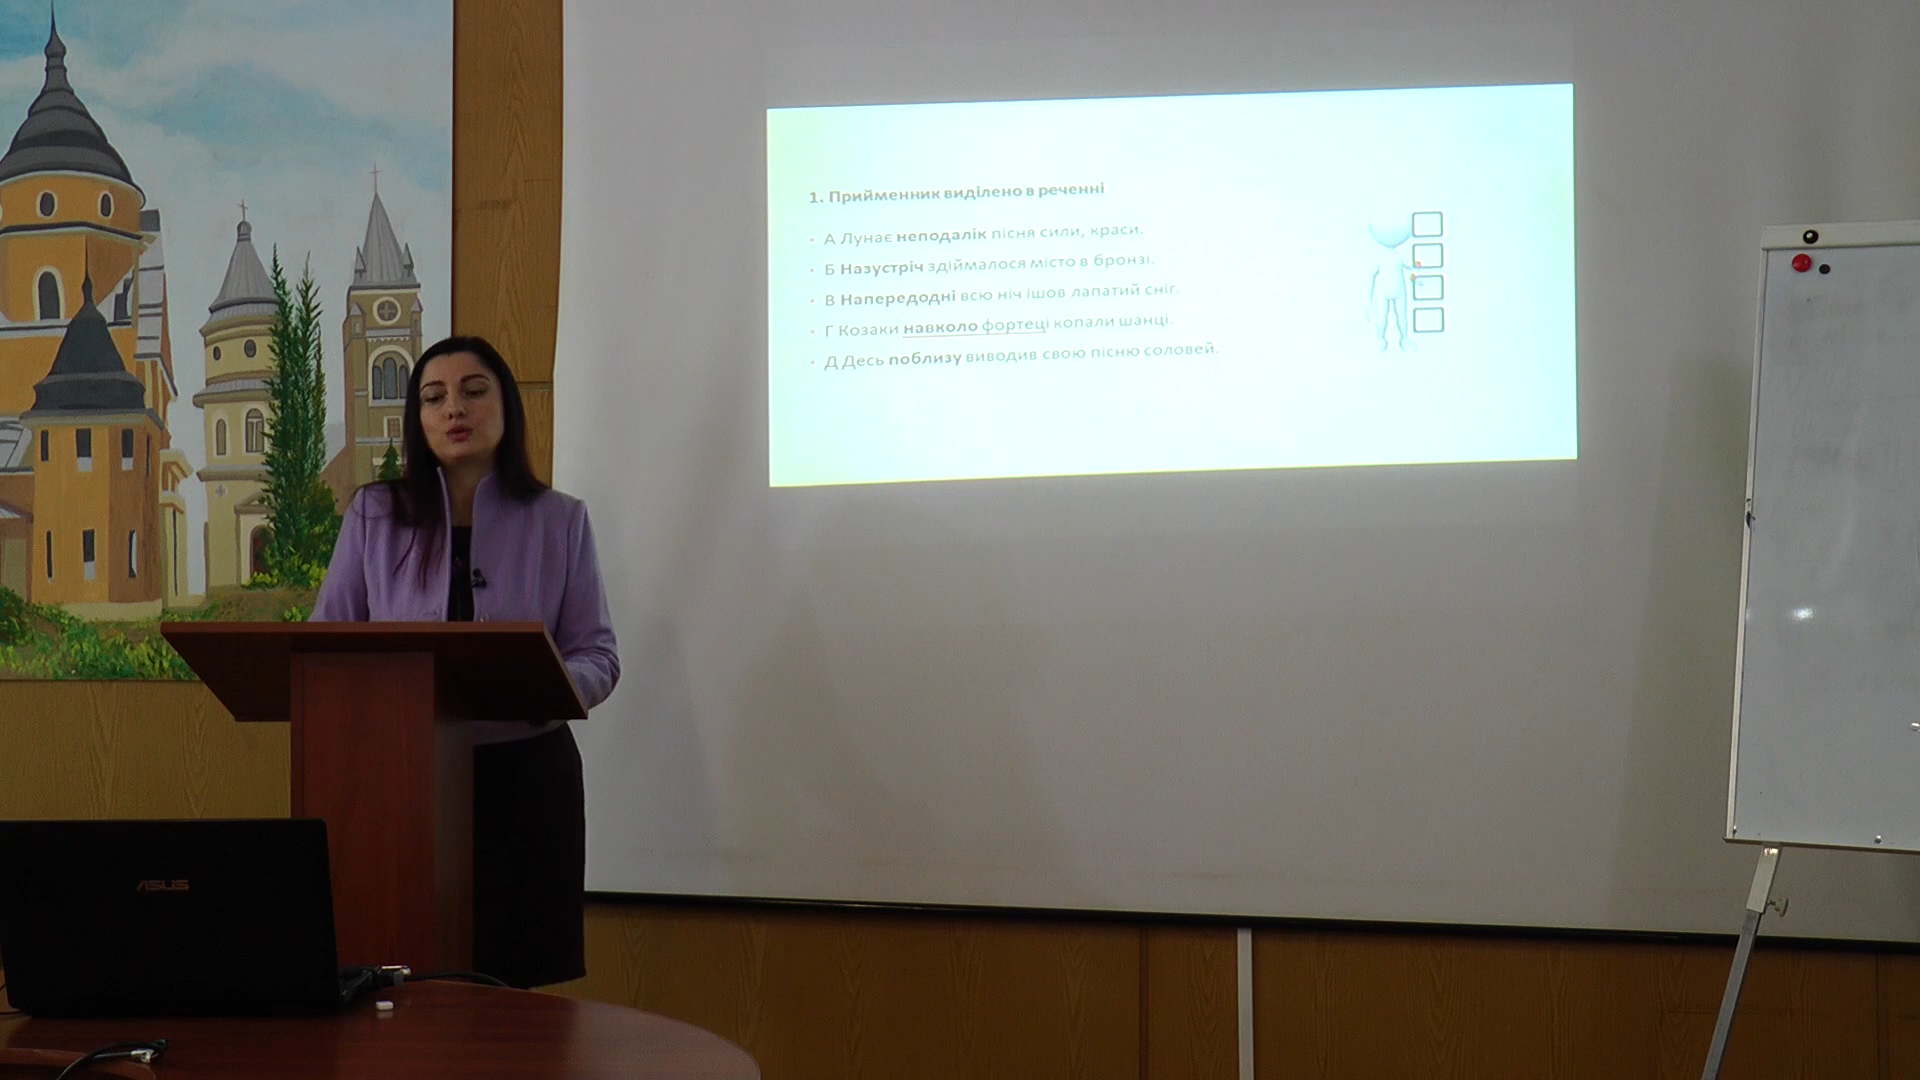 1. Прийменник виділено в реченні
• А Лунає неподалік пісня сили, краси.
• Б Назустріч здіймалося місто в бронзі.
• В Напередодні всю ніч ішов лапатий сніг.
• Г Козаки навколо фортеці копали шанці.
• Д Десь поблизу виводив свою пісню соловей.
ASUS